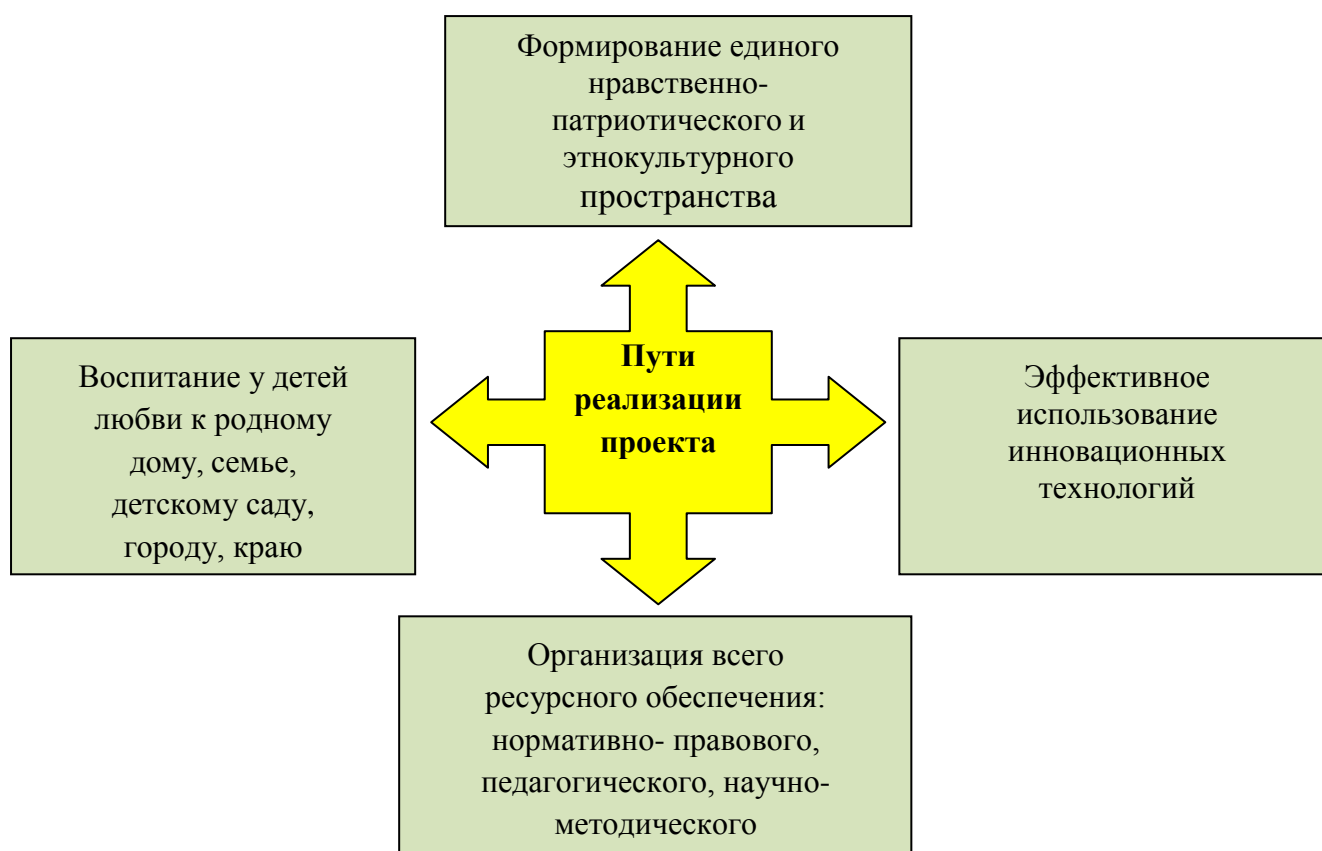 Формирование единого
нравственно-
патриотического и
этнокультурного
пространства
Воспитание у детей
любви к родному
дому, семье,
детскому саду,
городу, краю
Пути
реализации
проекта
Эффективное
использование
инновационных
технологий
Организация всего
ресурсного обеспечения:
нормативно- правового,
педагогического, научно-
методического